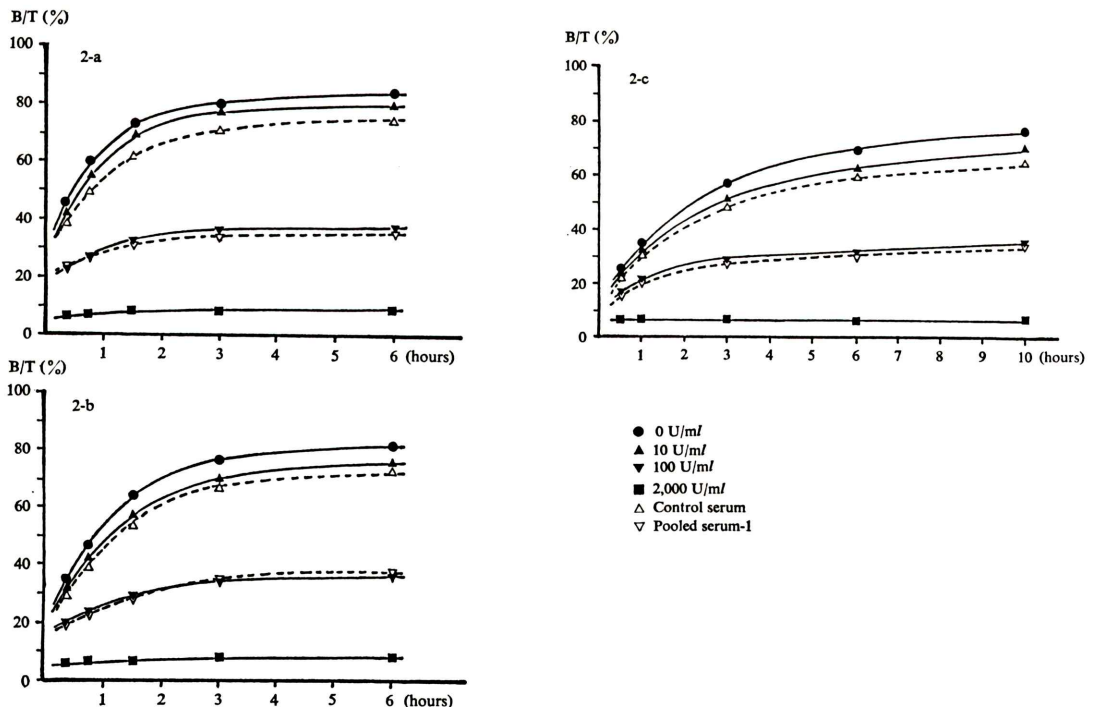 B/T (%)
2-a
100
80
60
40
20
0
1 2 3 4 5 6 (hours)
B/T (%)
2-b
100
80
60
40
20
0
1 2 3 4 5 6 (hours)
B/T (%)
2-c
100
80
60
40
20
0
1 2 3 4 5 6 7 8 9 10 (hours)
● 0 U/ml
▲ 10 U/ml
▼ 100 U/ml
■ 2,000 U/ml
△ Control serum
▽ Pooled serum-1